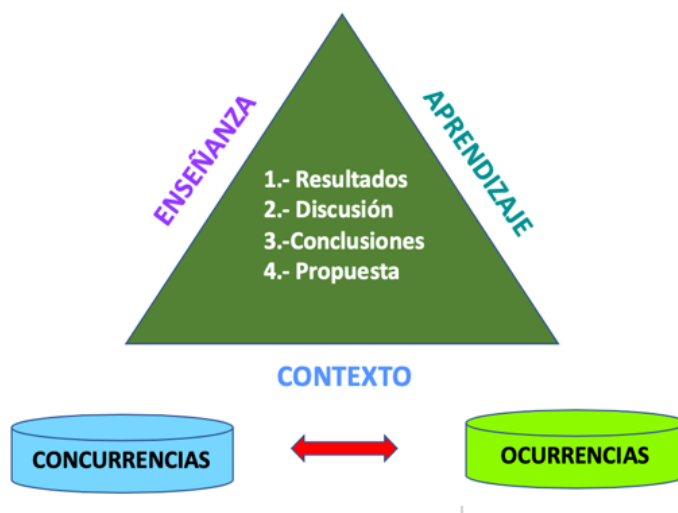 ENSEÑANZA
APRENDIZAJE
1.- Resultados
2.- Discusión
3.-Conclusiones
4.- Propuesta
CONTEXTO
CONCURRENCIAS
OCURRENCIAS